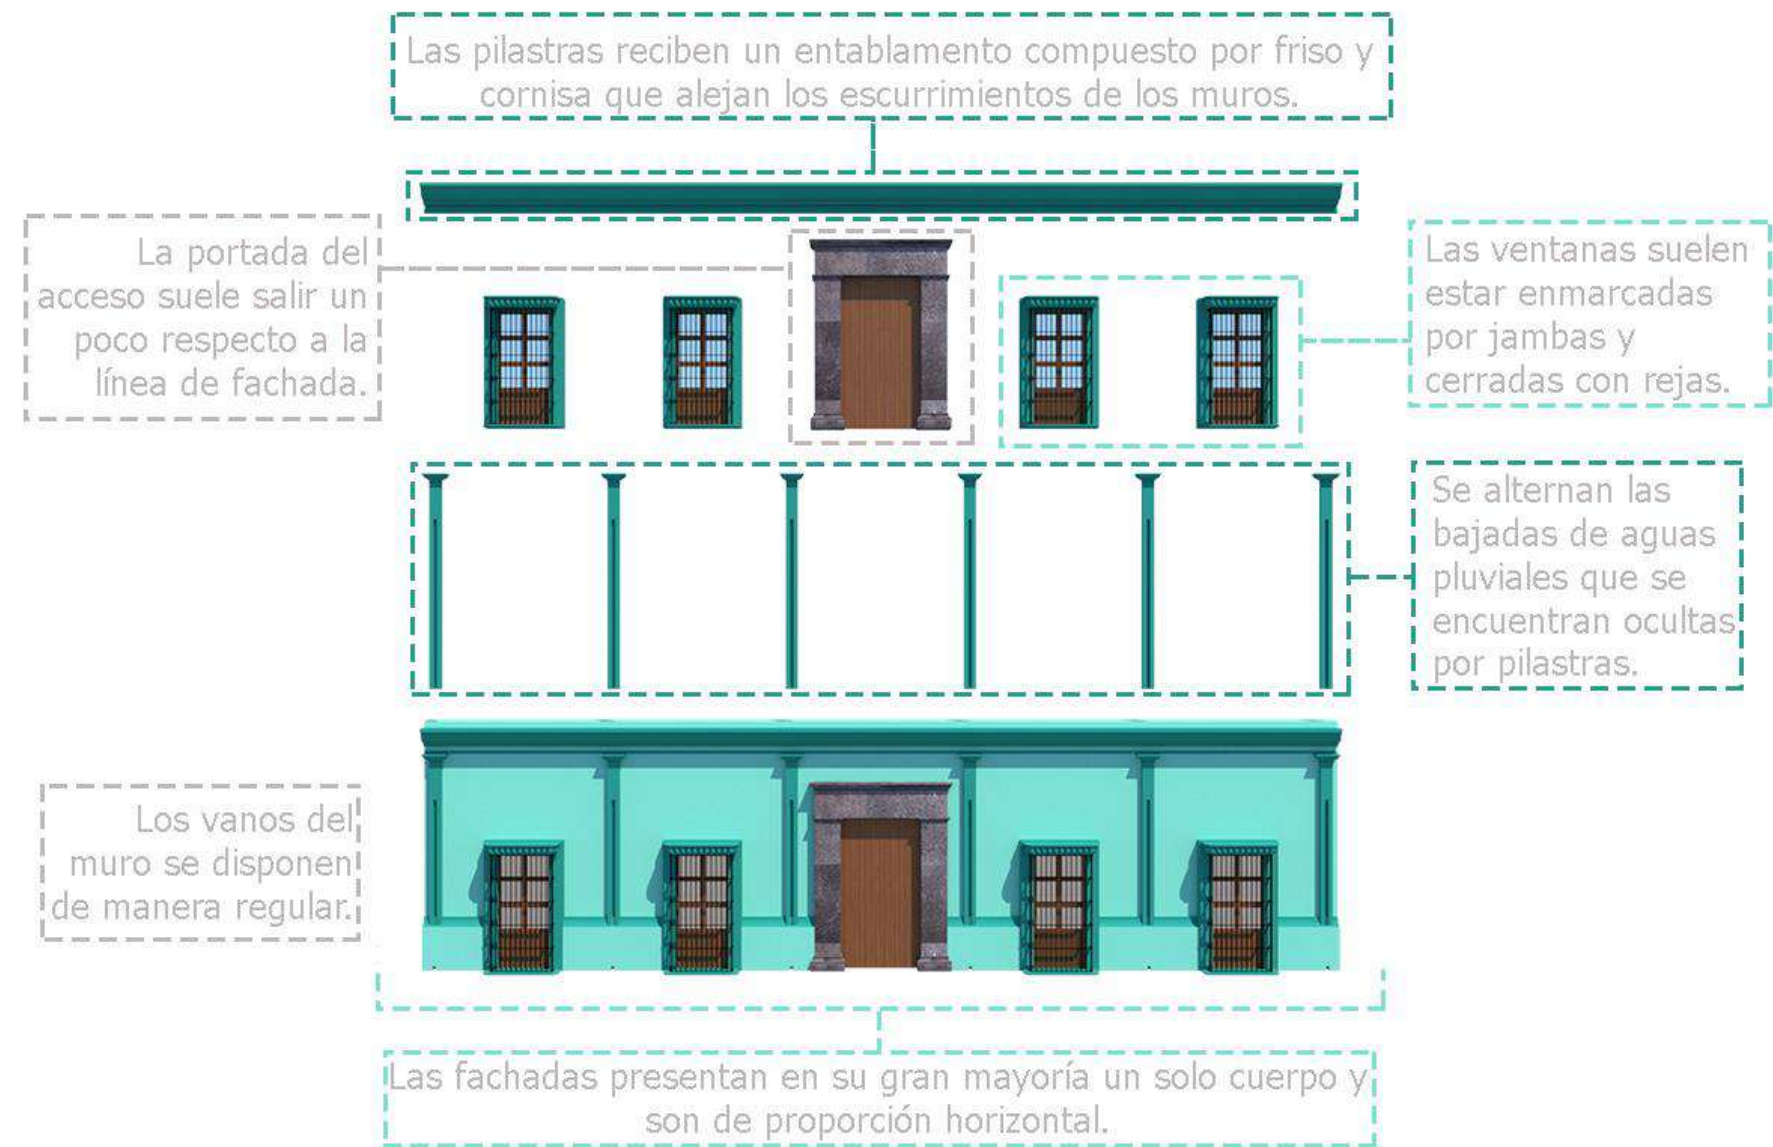 Las pilastras reciben un entablamento compuesto por friso y
cornisa que alejan los escurrimientos de los muros.
La portada del
acceso suele salir un
poco respecto a la
línea de fachada.
Las ventanas suelen
estar enmarcadas
por jambas y
cerradas con rejas.
Se alternan las
bajadas de aguas
pluviales que se
encuentran ocultas
por pilastras.
Los vanos del
muro se disponen
de manera regular.
Las fachadas presentan en su gran mayoría un solo cuerpo y
son de proporción horizontal.